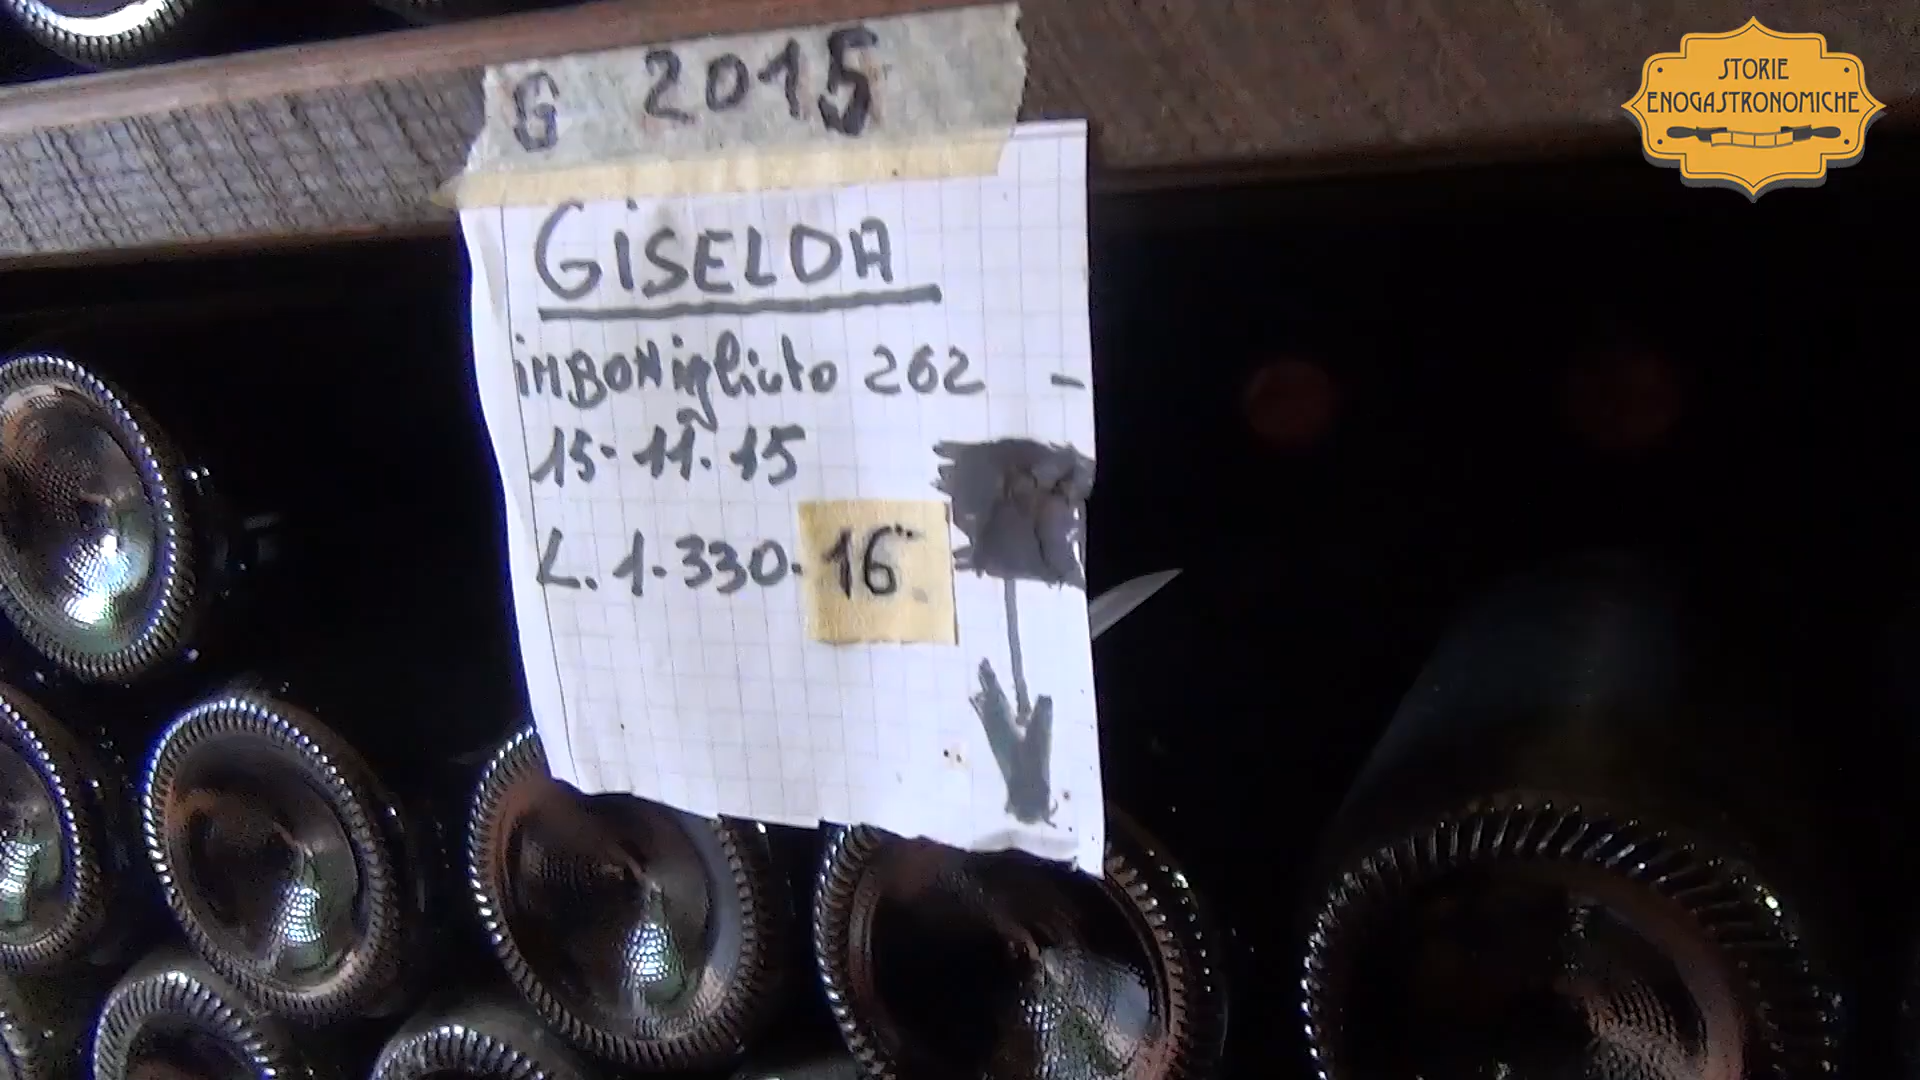 G 2015
GiSELDA
iMBOttigliato 262 -
15-11-15
L. 1-330-16
STORIE
ENOGASTRONOMICHE